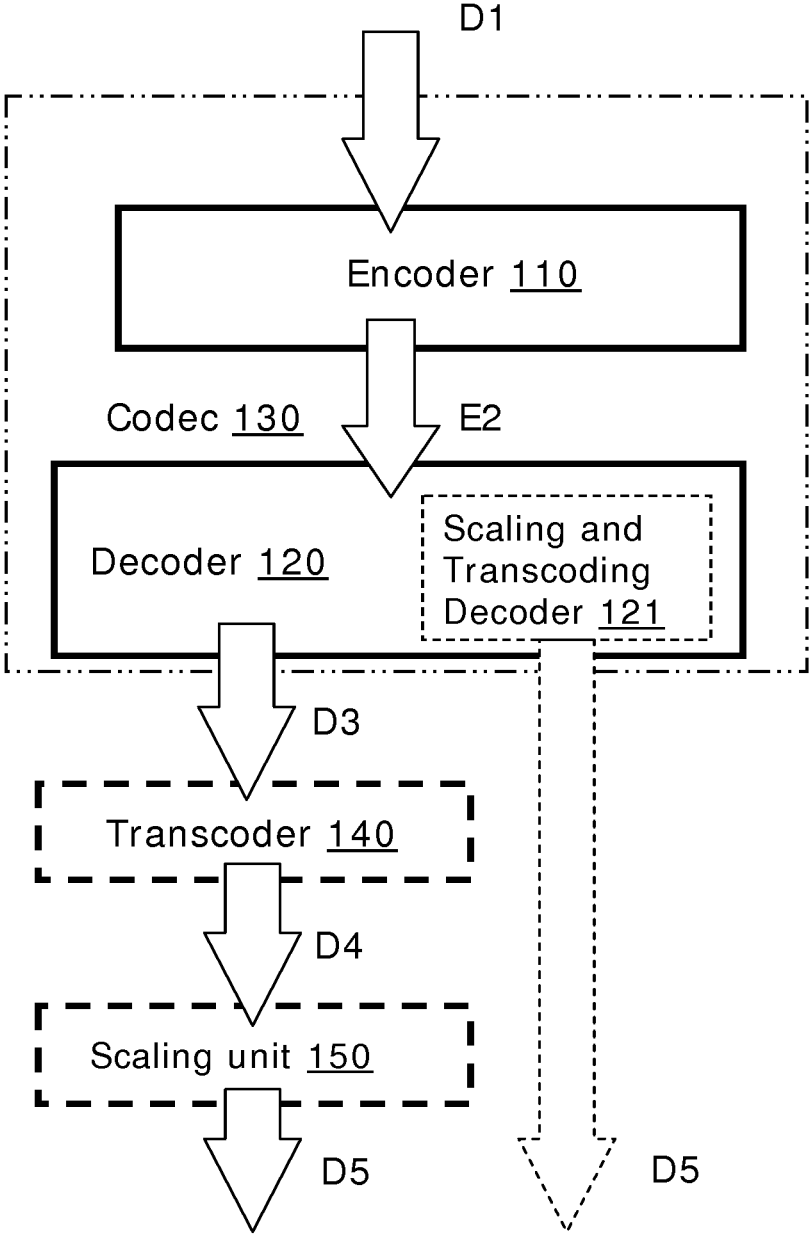 D1
Encoder 110
Codec 130
E2
Decoder 120
Scaling and
Transcoding
Decoder 121
D3
Transcoder 140
D4
Scaling unit 150
D5
D5